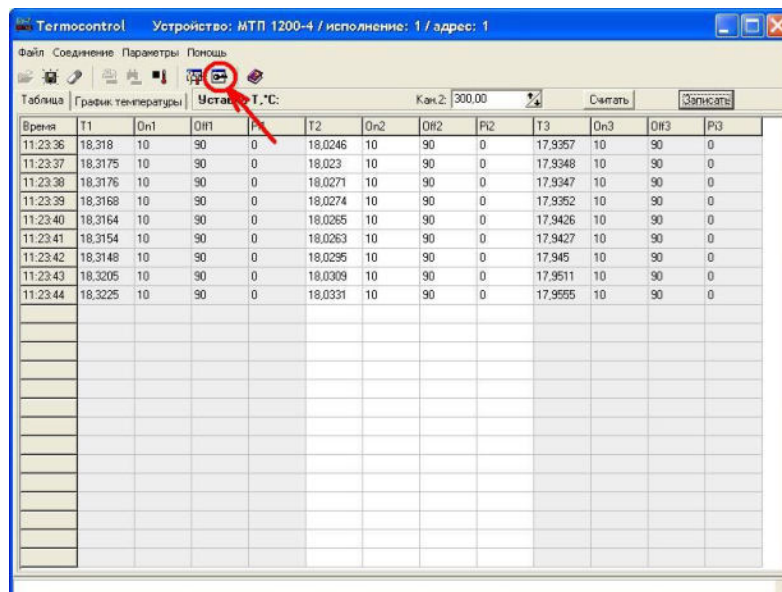 Termocontrol Устройство: МТП 1200-4 / исполнение: 1 / адрес: 1
Файл Соединение Параметры Помощь
Таблица График температуры Т,°C: Кан.2: 300,00 Считать Записать
Время T1 On1 Off1 T2 On2 Off2 Pi2 T3 On3 Off3 Pi3
11:23:36 18,318 10 90 0 18,0246 10 90 0 17,9357 10 90 0
11:23:37 18,3175 10 90 0 18,023 10 90 0 17,9348 10 90 0
11:23:38 18,3176 10 90 0 18,0271 10 90 0 17,9347 10 90 0
11:23:39 18,3168 10 90 0 18,0274 10 90 0 17,9352 10 90 0
11:23:40 18,3164 10 90 0 18,0265 10 90 0 17,9426 10 90 0
11:23:41 18,3154 10 90 0 18,0263 10 90 0 17,9427 10 90 0
11:23:42 18,3148 10 90 0 18,0295 10 90 0 17,945 10 90 0
11:23:43 18,3205 10 90 0 18,0309 10 90 0 17,9511 10 90 0
11:23:44 18,3225 10 90 0 18,0331 10 90 0 17,9555 10 90 0